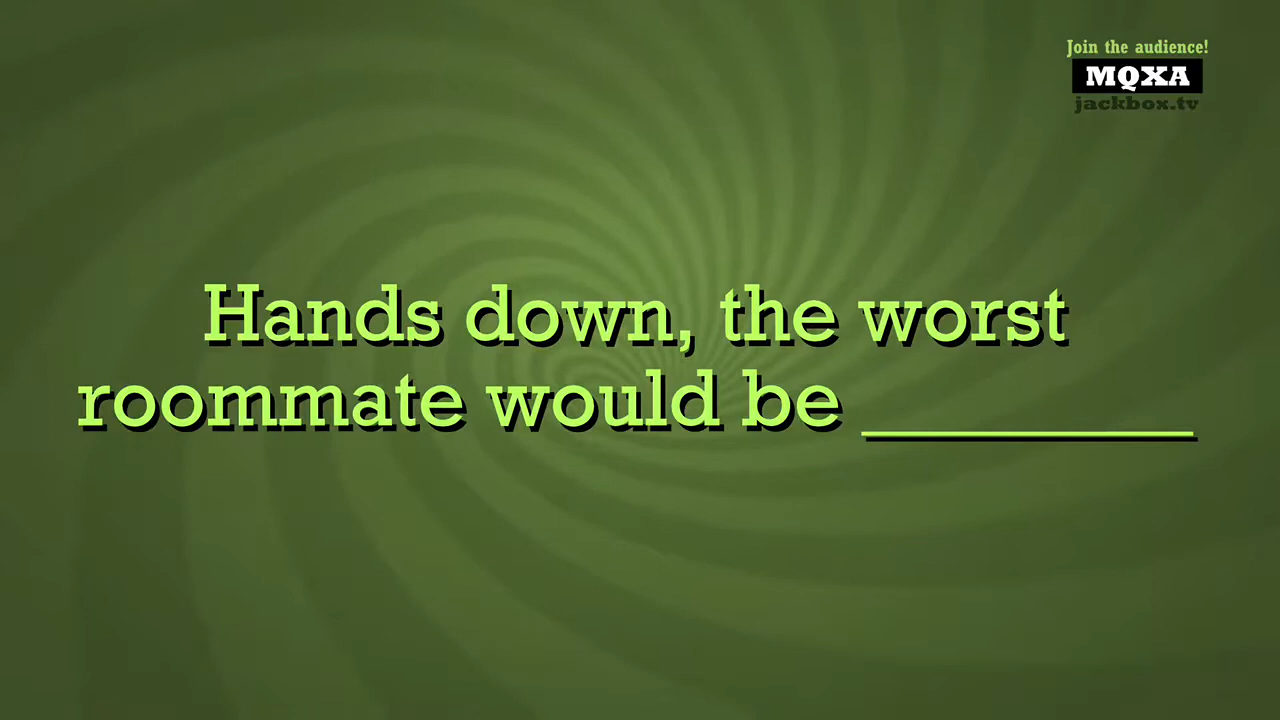 Join the audience!
MQXA
jackbox.tv
Hands down, the worst
roommate would be ________